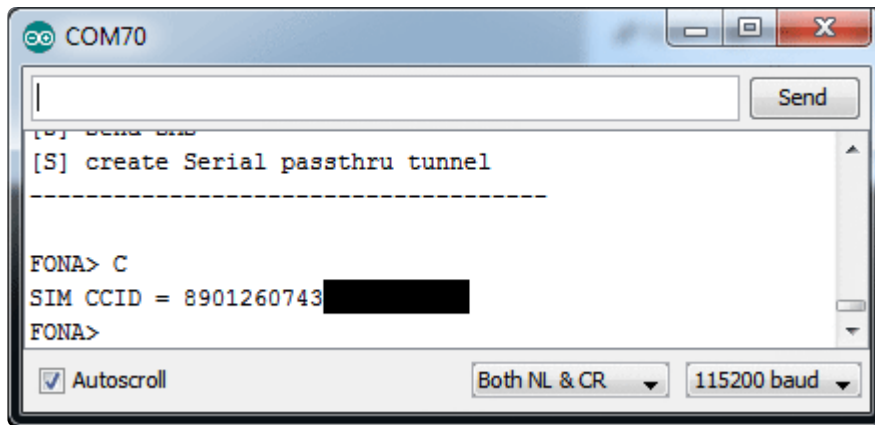 COM70
Send
[S] create Serial passthru tunnel
-------------------------------------
FONA> C
SIM CCID = 8901260743
FONA>
Autoscroll
Both NL & CR
115200 baud